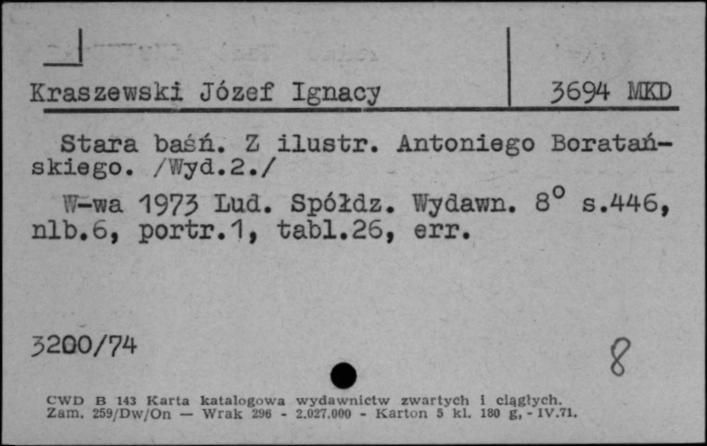 Kraszewski Józef Ignacy 3694 MKD
Stara baśń. Z ilustr. Antoniego Boratań-
skiego. /Wyd.2./
W-wa 1973 Lud. Spółdz. Wydawn. 8° s.446,
nlb.6, portr.1, tabl.26, err.
3200/74 8
CWD B 143 Karta katalogowa wydawnictw zwartych i ciągłych.
Zam. 259/Dw/On — Wrak 296 - 2.027.000 - Karton 5 kl. 180 g, - IV.71.